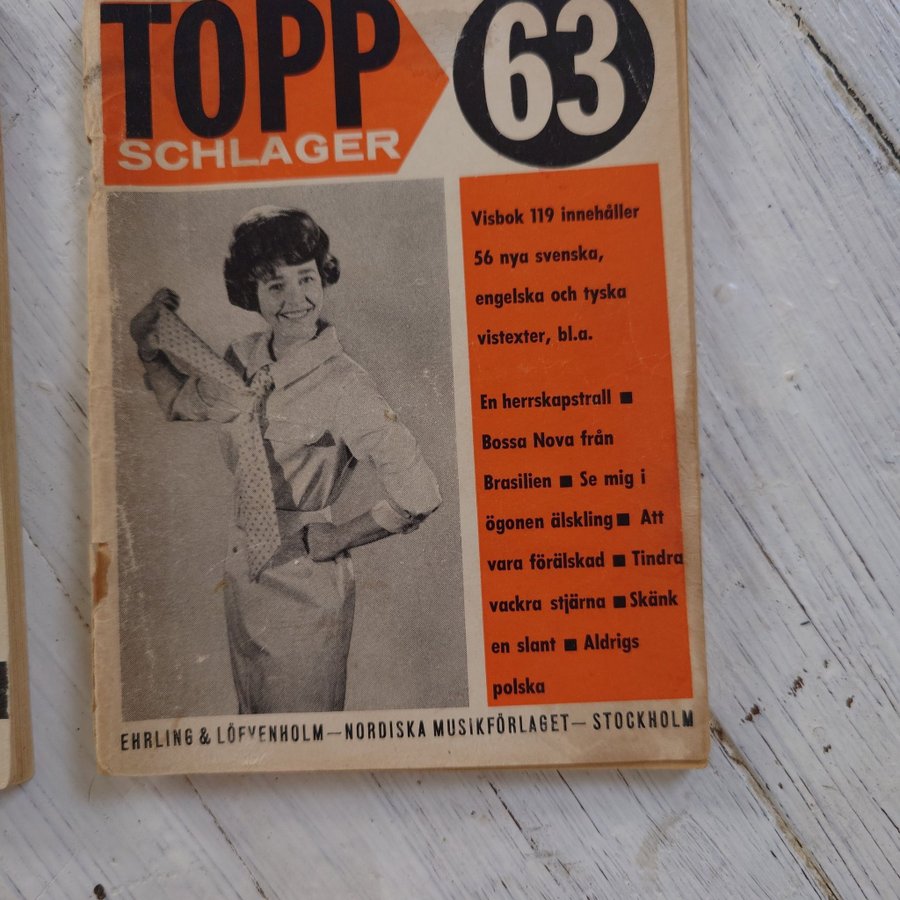 TOPP
63
SCHLAGER
Visbok 119 innehåller
56 nya svenska,
engelska och tyska
vistexter, bl.a.
En herrskapstrall ■
Bossa Nova från
Brasilien ■ Se mig i
ögonen älskling ■ Att
vara förälskad ■ Tindra
vackra stjärna ■ Skänk
en slant ■ Aldrigs
polska
EHRLING & LÖFVENHOLM—NORDISKA MUSIKFÖRLAGET—STOCKHOLM